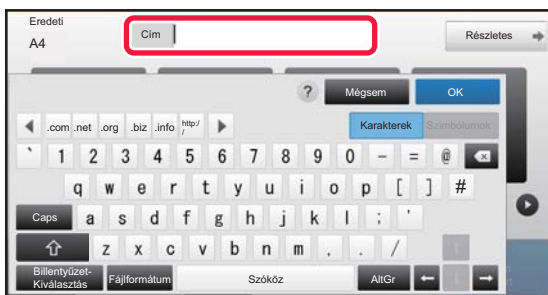 Eredeti
A4
Cím
Részletes
Mégsem
OK
.com .net .org .biz .info http:/
/
Karakterek Szimbólumok
` 1 2 3 4 5 6 7 8 9 0 - = @
q w e r t y u i o p [ ] #
Caps a s d f g h j k l ; '
z x c v b n m , . /
Billentyűzet-
Kiválasztás
Fájlformátum Szóköz AltGr